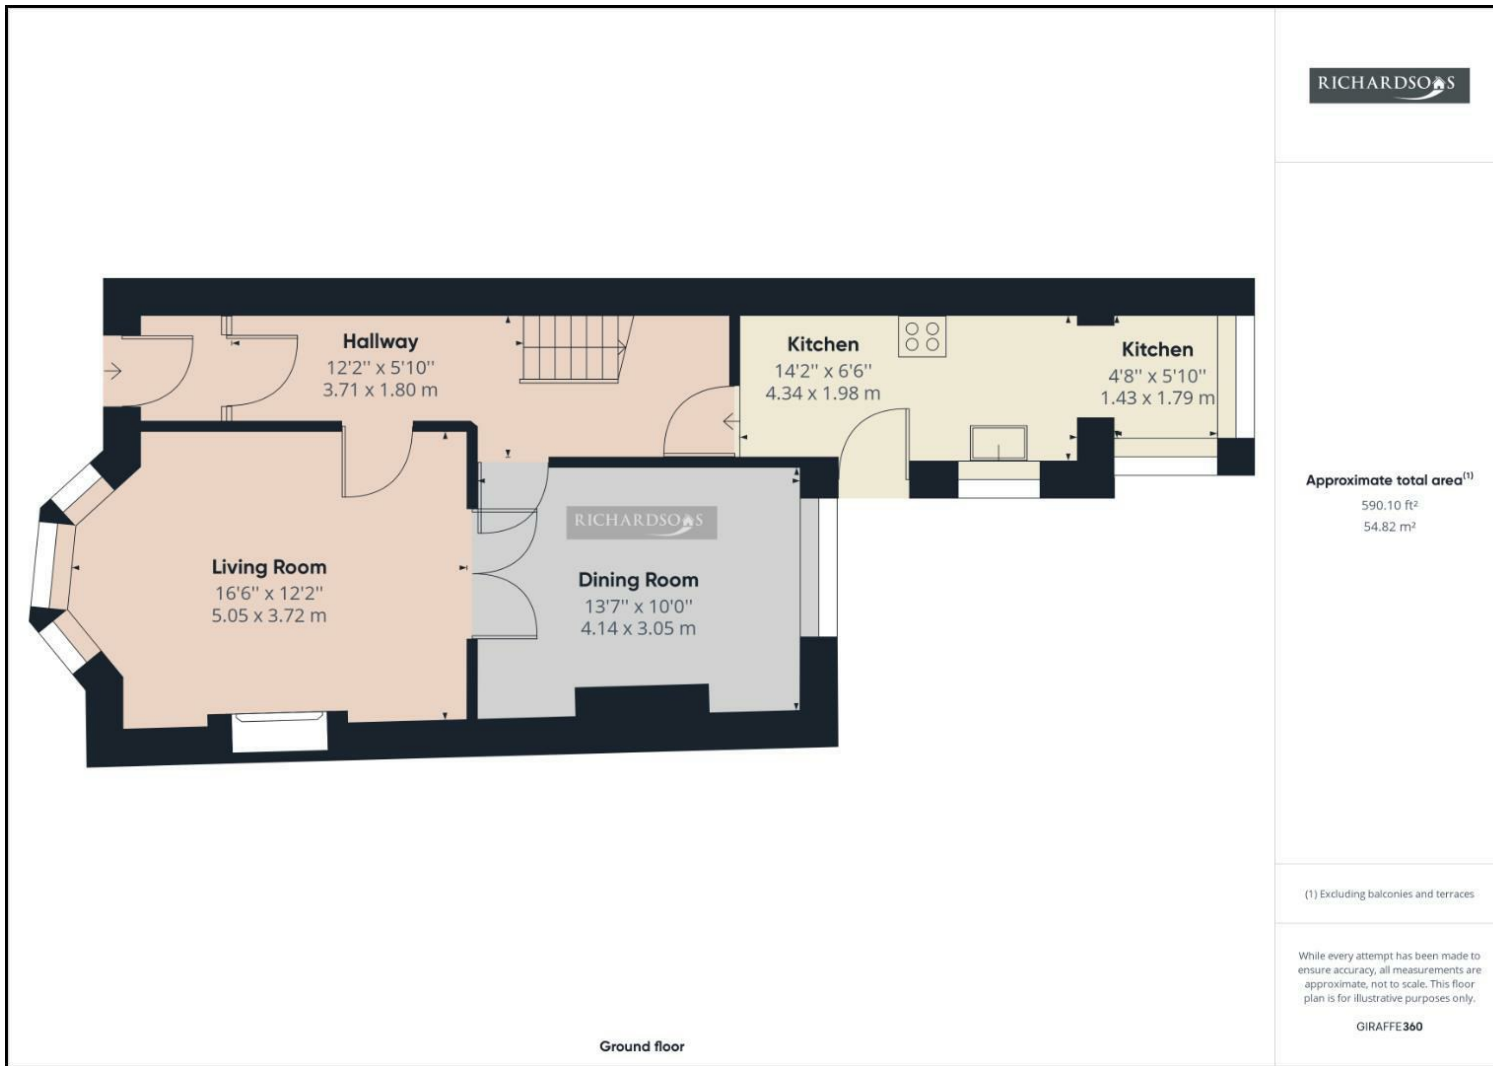 RICHARDSONS
Hallway
12'2" x 5'10"
3.71 x 1.80 m
Kitchen
14'2" x 6'6"
4.34 x 1.98 m
Kitchen
4'8" x 5'10"
1.43 x 1.79 m
Living Room
16'6" x 12'2"
5.05 x 3.72 m
RICHARDSONS
Dining Room
13'7" x 10'0"
4.14 x 3.05 m
Ground floor
Approximate total area(1)
590.10 ft²
54.82 m²
(1) Excluding balconies and terraces
While every attempt has been made to
ensure accuracy, all measurements are
approximate, not to scale. This floor
plan is for illustrative purposes only.
GIRAFFE360